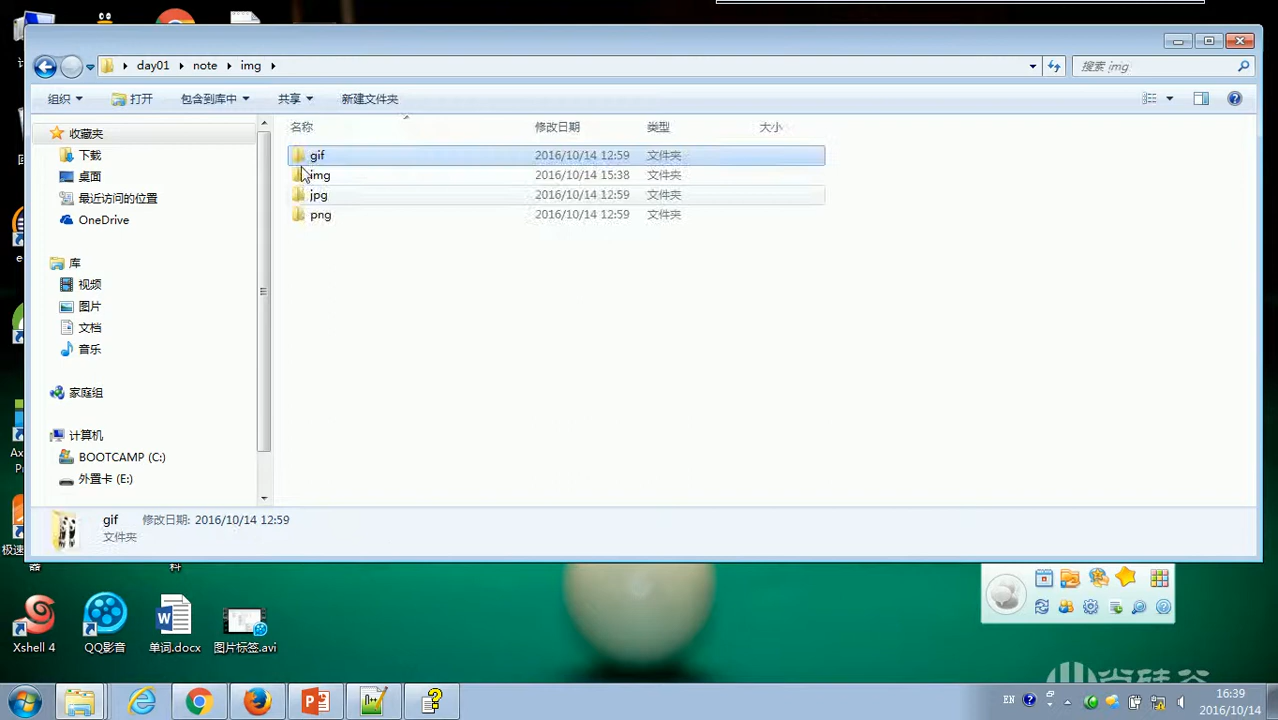 day01 note img
搜索 img
组织 打开 包含到库中 共享 新建文件夹
名称 修改日期 类型 大小
gif 2016/10/14 12:59 文件夹
img 2016/10/14 15:38 文件夹
jpg 2016/10/14 12:59 文件夹
png 2016/10/14 12:59 文件夹
收藏夹
下载
桌面
最近访问的位置
OneDrive
库
视频
图片
文档
音乐
家庭组
计算机
BOOTCAMP (C:)
外置卡 (E:)
gif 修改日期: 2016/10/14 12:59
文件夹
Xshell 4
QQ影音
单词.docx
图片标签.avi
尚硅谷
EN
16:39
2016/10/14